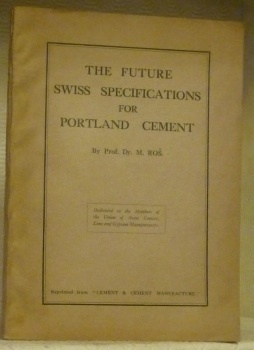 THE FUTURE
SWISS SPECIFICATIONS
FOR
PORTLAND CEMENT
By Prof. Dr. M. ROŠ.
Dedicated to the Members of
the Union of Swiss Cement,
Lime and Gypsum Manufacturers
Reprinted from "CEMENT & CEMENT MANUFACTURE"